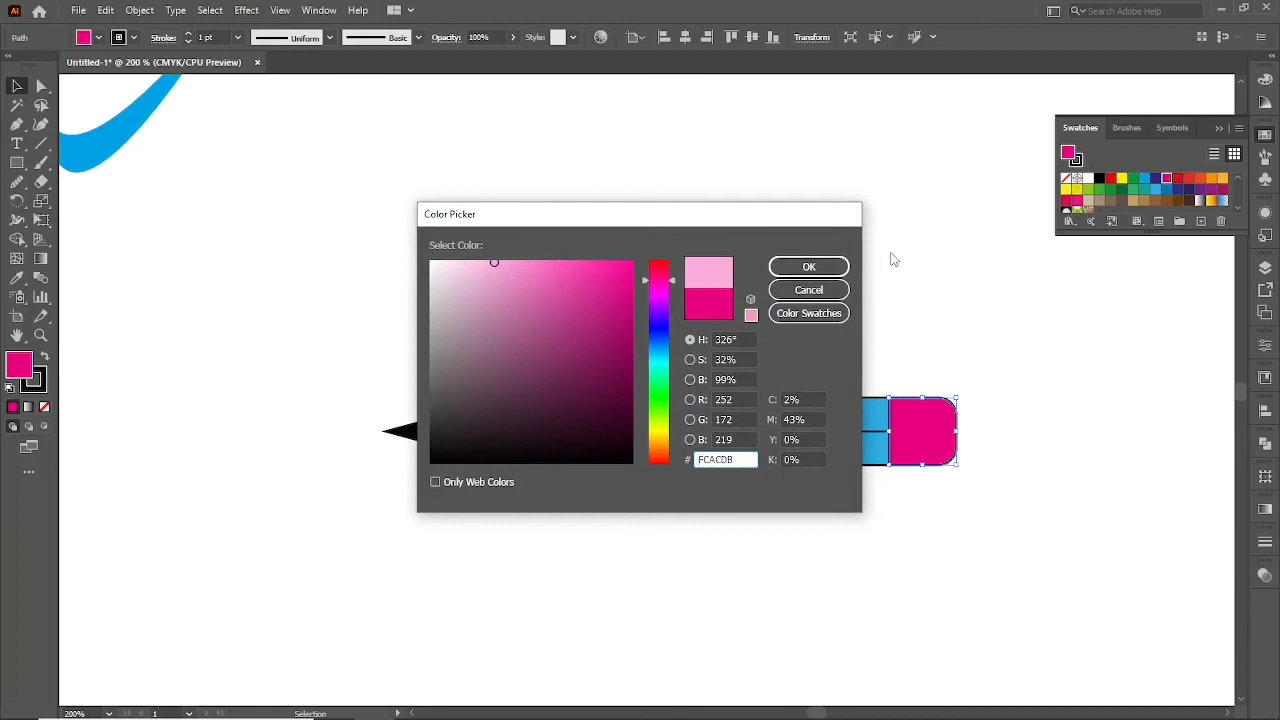 Ai File Edit Object Type Select Effect View Window Help Search Adobe Help
Path Stroke: 1 pt Uniform Basic Opacity: 100% Style: Transform
Untitled-1* @ 200 % (CMYK/CPU Preview)
Swatches Brushes Symbols
Color Picker
Select Color:
OK
Cancel
Color Swatches
H: 326°
S: 32%
B: 99%
R: 252 C: 2%
G: 172 M: 43%
B: 219 Y: 0%
# FCACDB K: 0%
Only Web Colors
200% 1 Selection